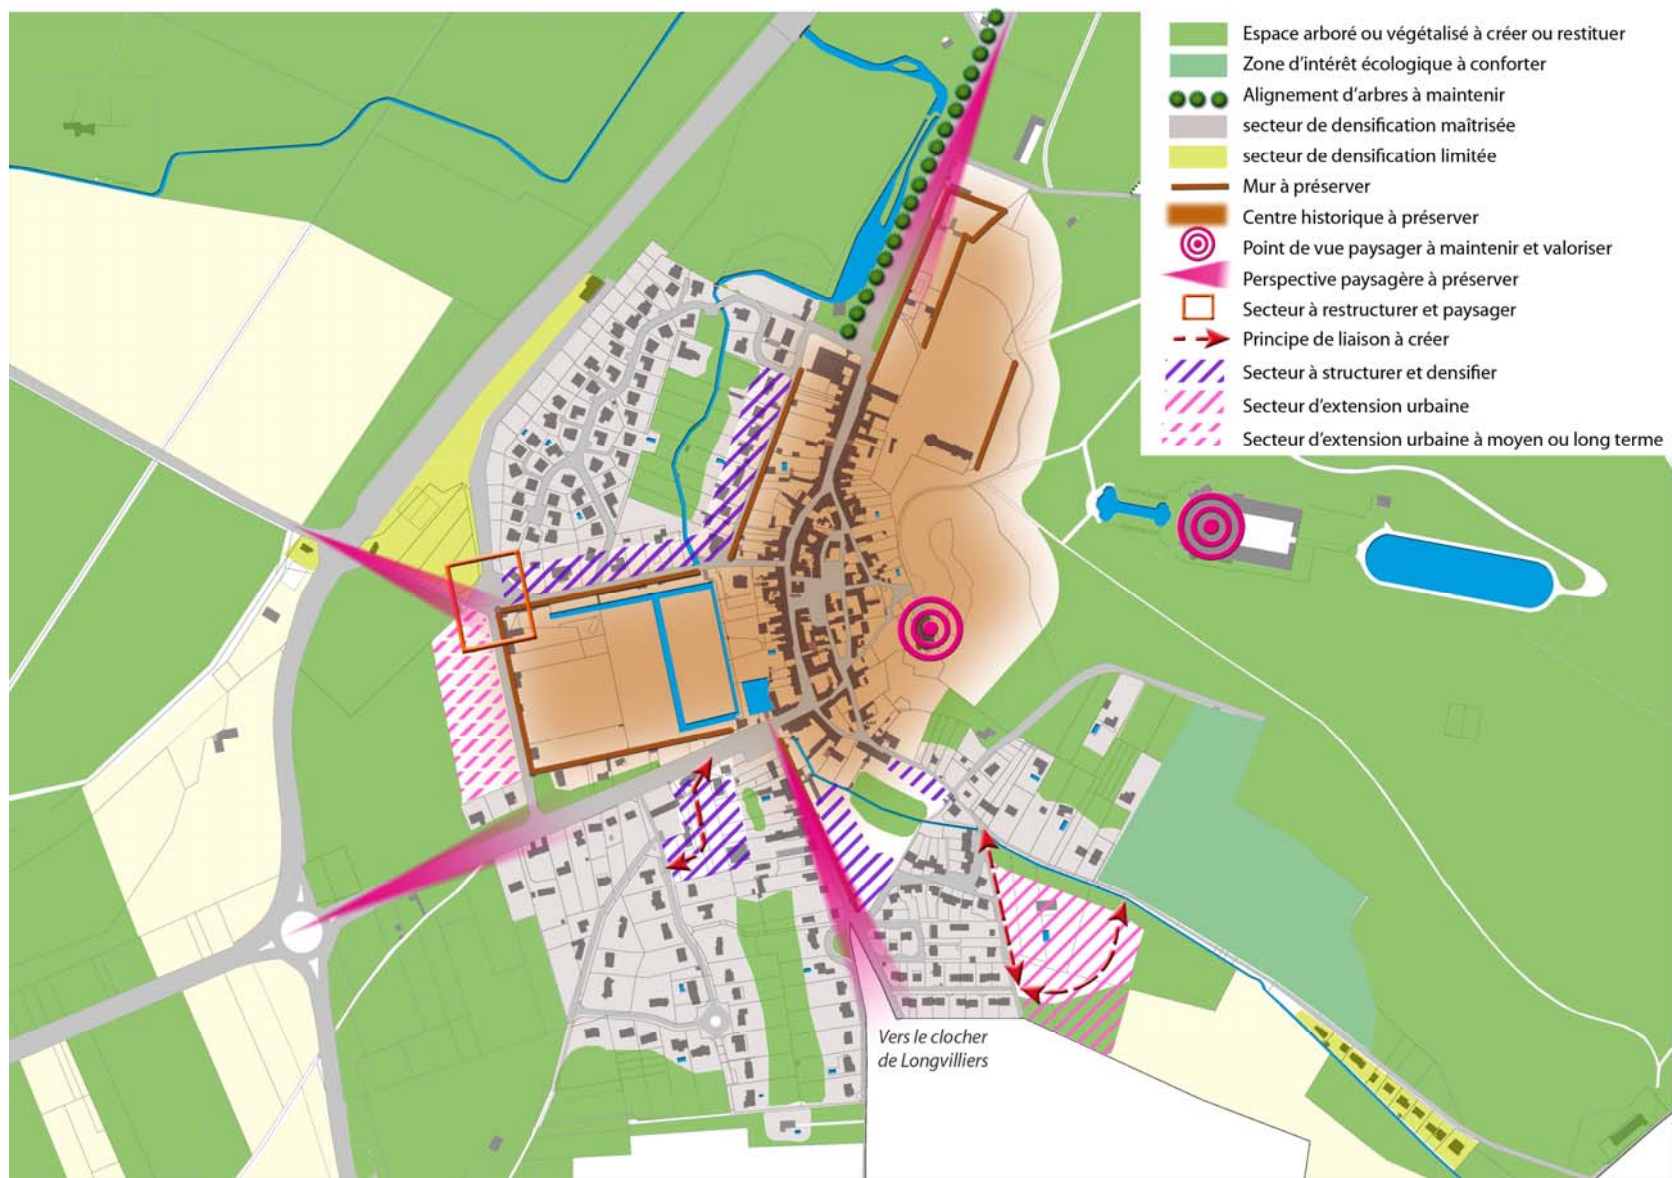 Espace arboré ou végétalisé à créer ou restituer
Zone d'intérêt écologique à conforter
Alignement d'arbres à maintenir
secteur de densification maîtrisée
secteur de densification limitée
Mur à préserver
Centre historique à préserver
Point de vue paysager à maintenir et valoriser
Perspective paysagère à préserver
Secteur à restructurer et paysager
Principe de liaison à créer
Secteur à structurer et densifier
Secteur d'extension urbaine
Secteur d'extension urbaine à moyen ou long terme
Vers le clocher
de Longvilliers